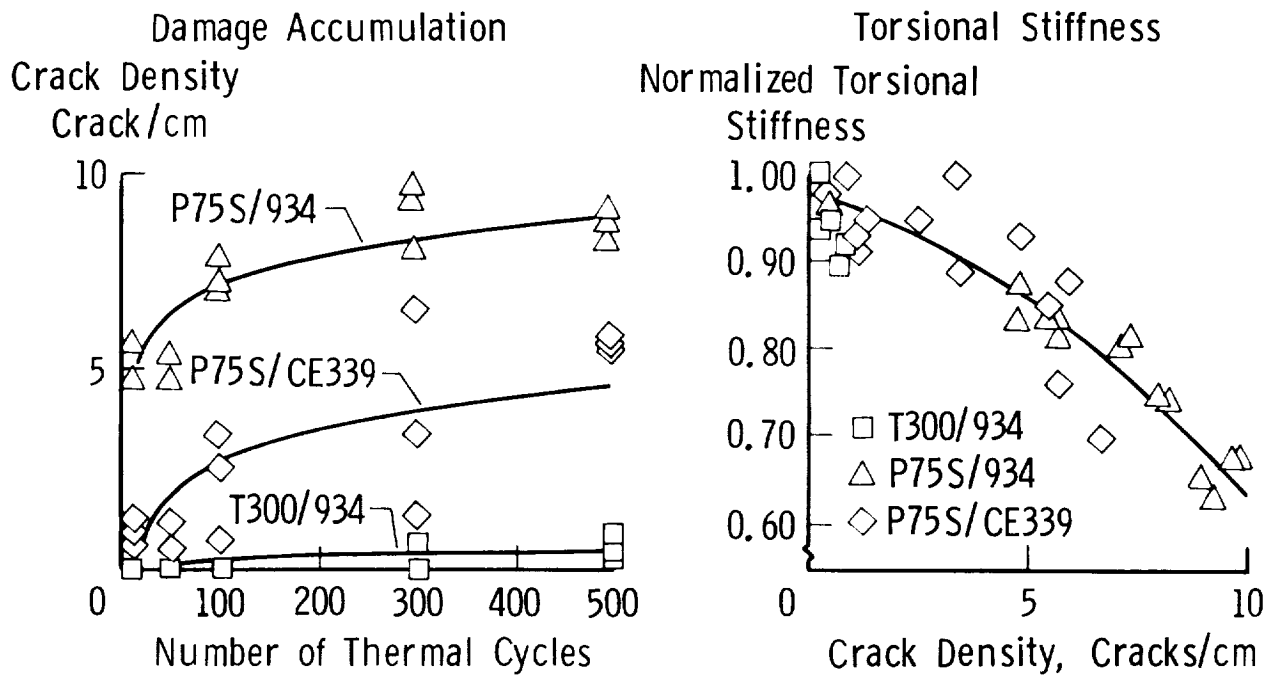 Damage Accumulation
Crack Density
Crack/cm
10
5
0
100
200
300
400
500
P75S/934
P75S/CE339
T300/934
Number of Thermal Cycles
Torsional Stiffness
Normalized Torsional
Stiffness
1.00
0.90
0.80
0.70
0.60
0
5
10
T300/934
P75S/934
P75S/CE339
Crack Density, Cracks/cm